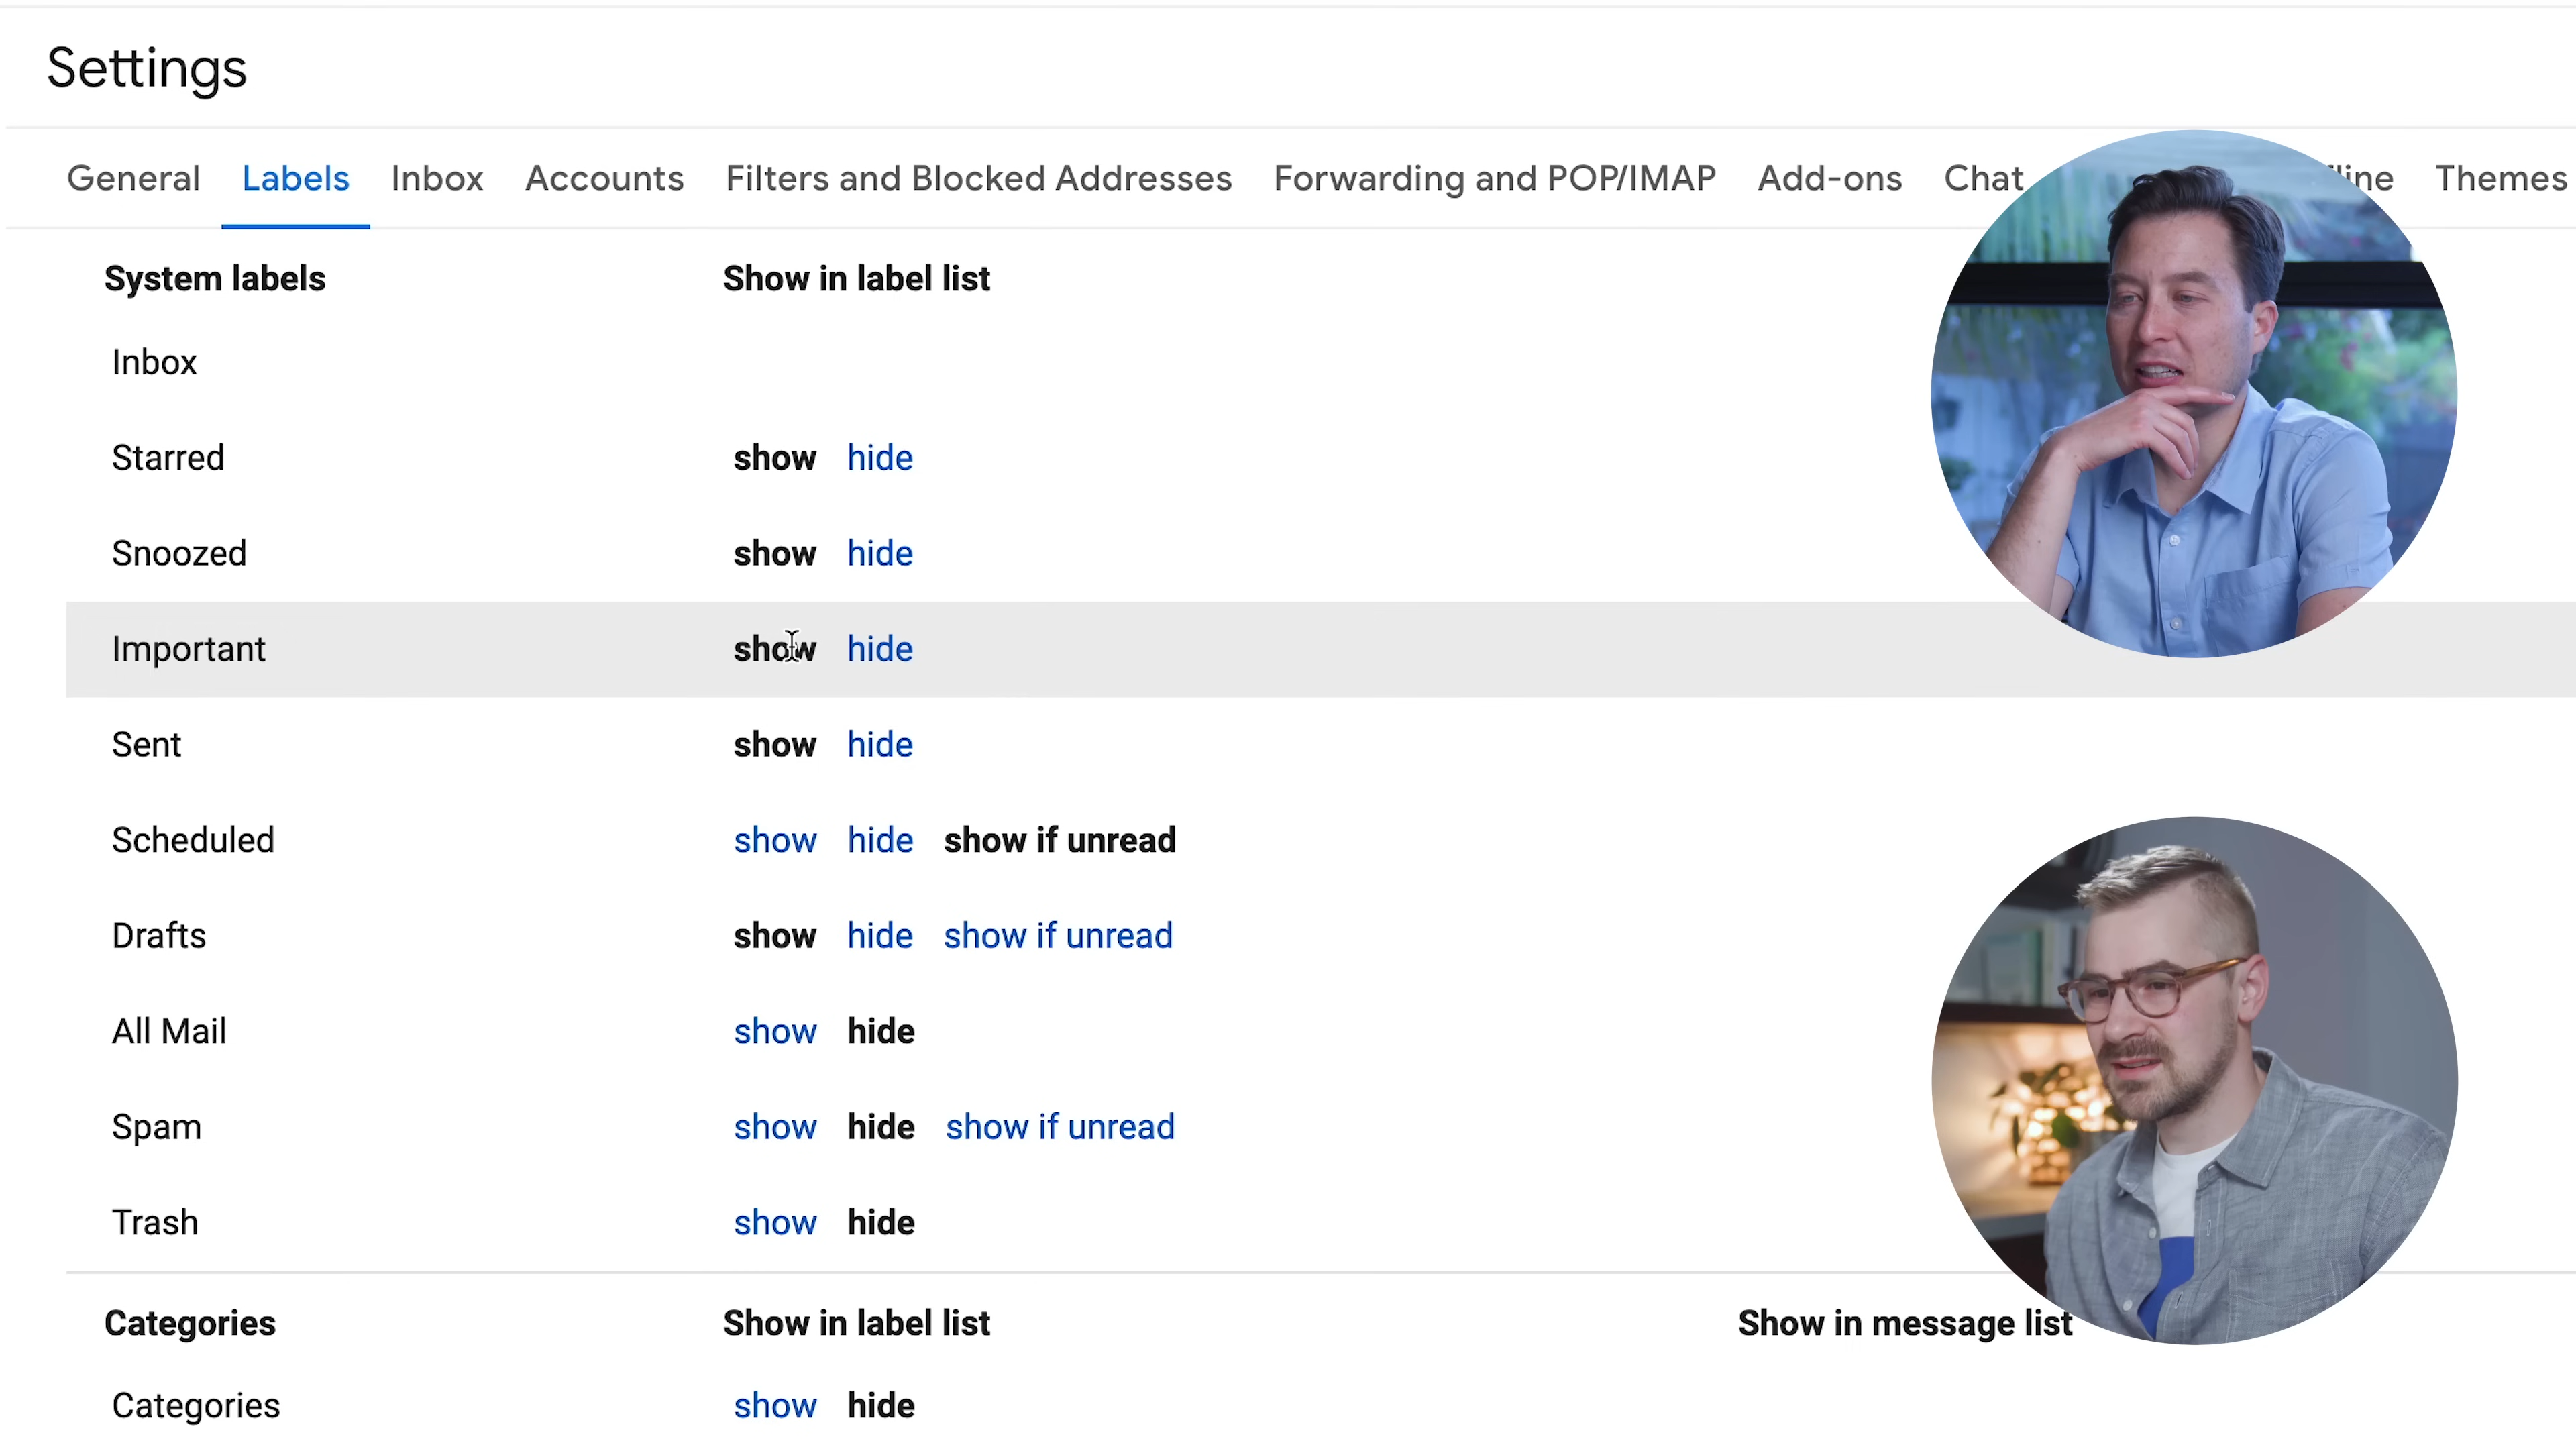 Settings
General Labels Inbox Accounts Filters and Blocked Addresses Forwarding and POP/IMAP Add-ons Chat Themes
System labels Show in label list
Inbox
Starred show hide
Snoozed show hide
Important show hide
Sent show hide
Scheduled show hide show if unread
Drafts show hide show if unread
All Mail show hide
Spam show hide show if unread
Trash show hide
Categories Show in label list Show in message list
Categories show hide